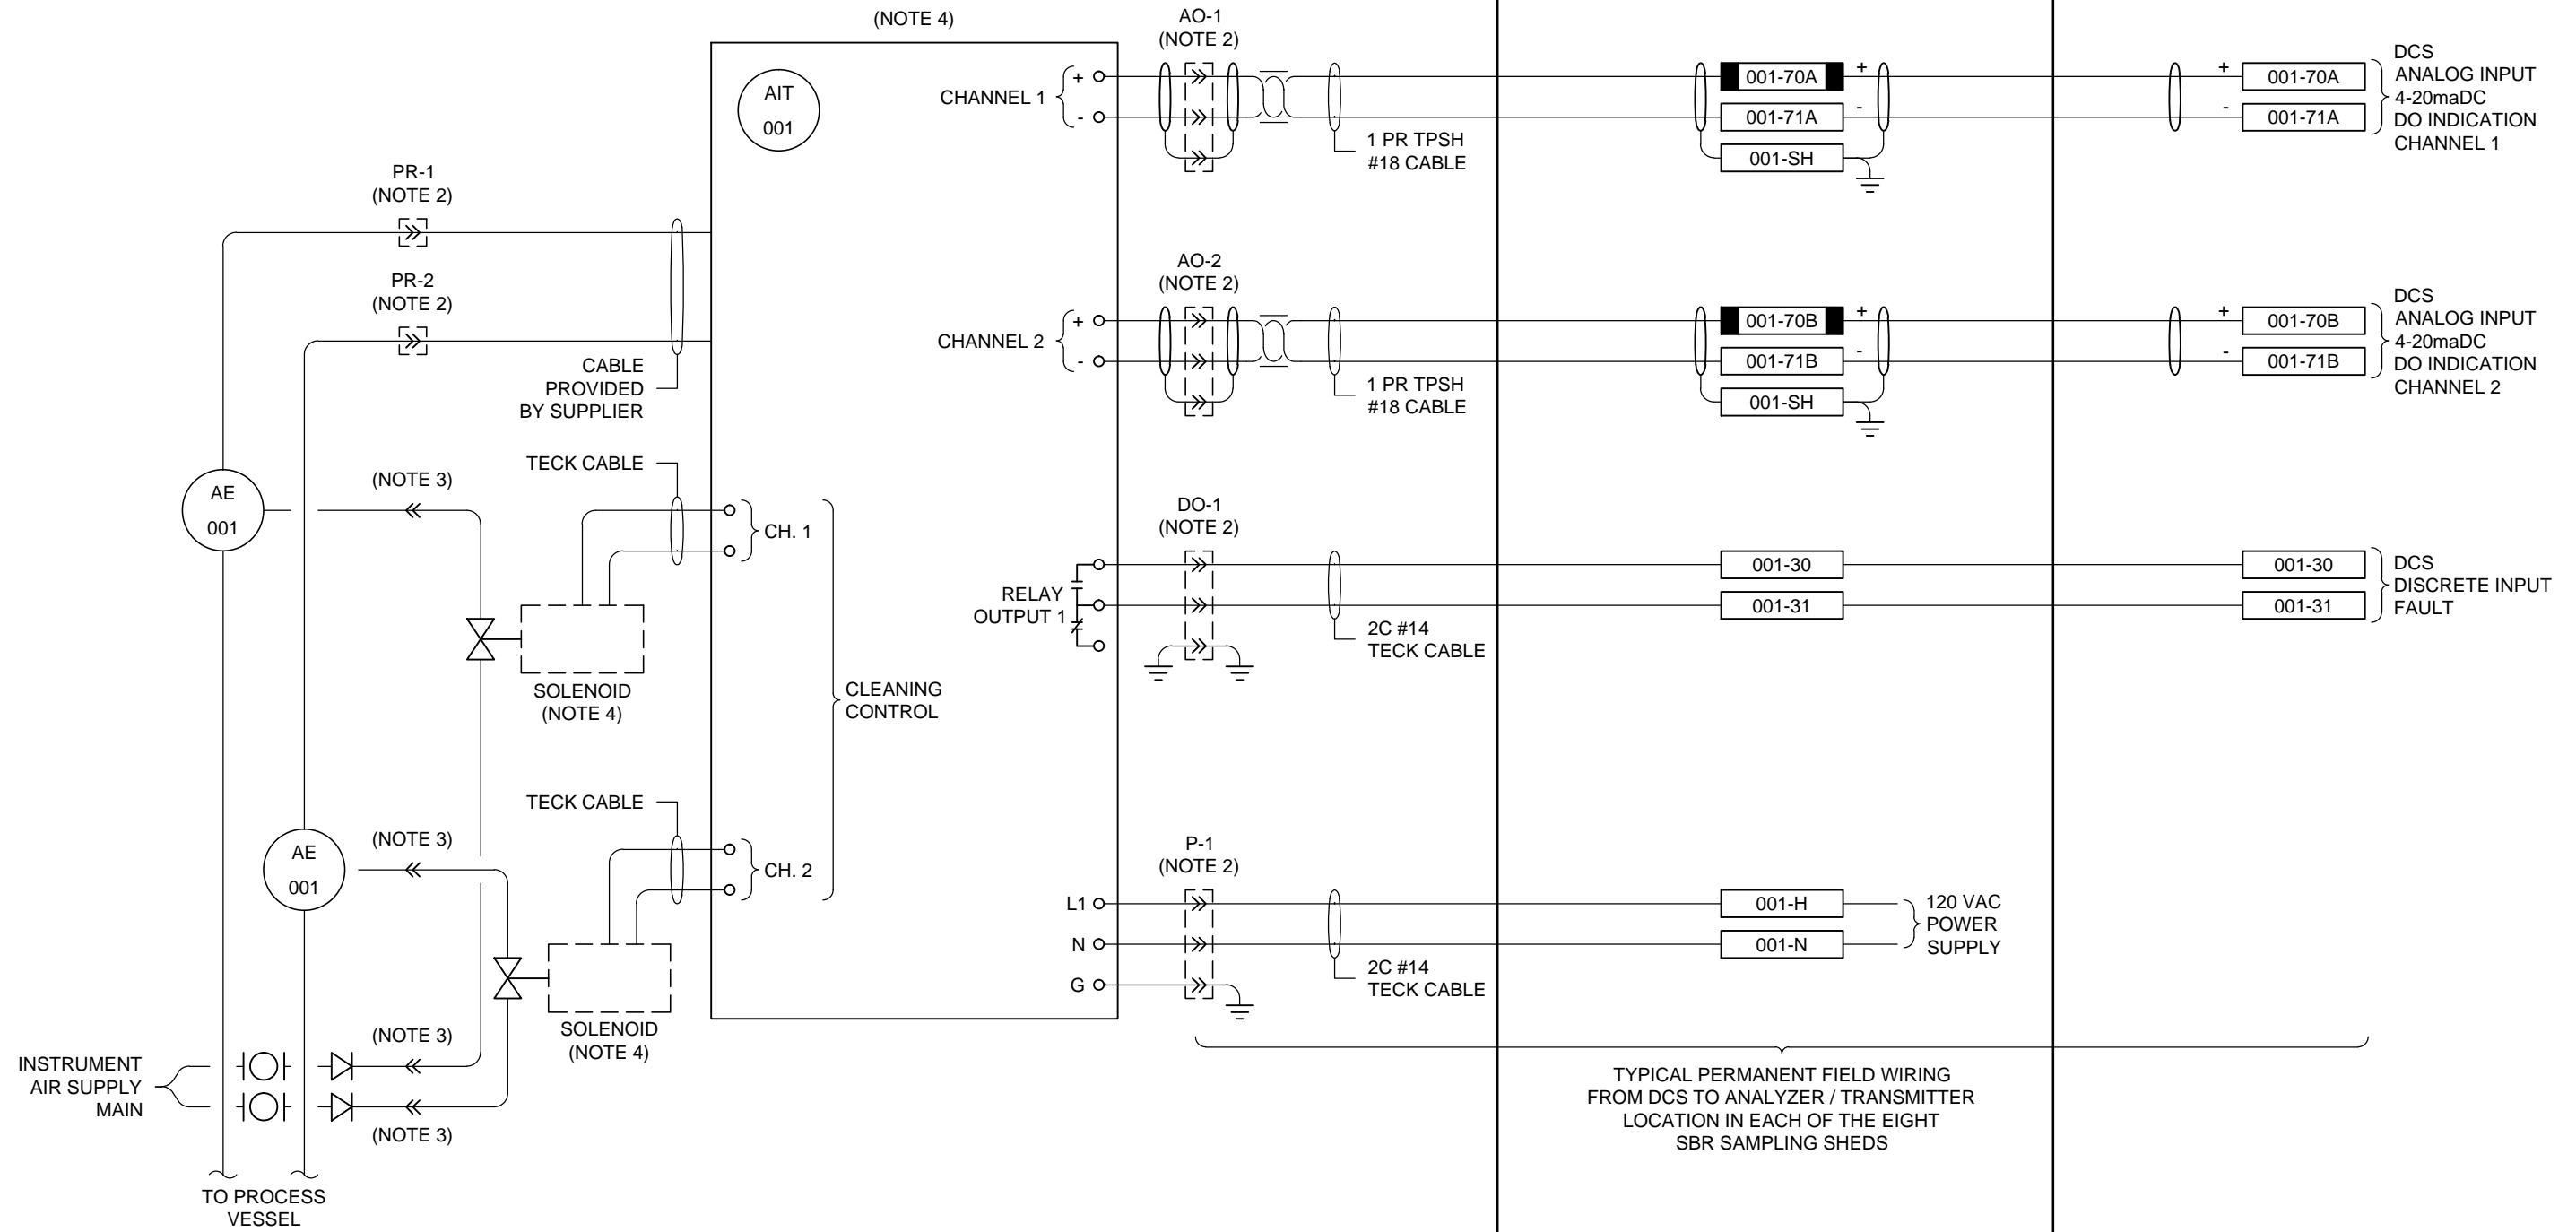 (NOTE 4)
AIT
001
CHANNEL 1
+
-
AO-1
(NOTE 2)
1 PR TPSH
#18 CABLE
001-70A
001-71A
001-SH
+
-
+
-
001-70A
001-71A
DCS
ANALOG INPUT
4-20maDC
DO INDICATION
CHANNEL 1
PR-1
(NOTE 2)
PR-2
(NOTE 2)
CABLE
PROVIDED
BY SUPPLIER
CHANNEL 2
+
-
AO-2
(NOTE 2)
1 PR TPSH
#18 CABLE
001-70B
001-71B
001-SH
+
-
+
-
001-70B
001-71B
DCS
ANALOG INPUT
4-20maDC
DO INDICATION
CHANNEL 2
AE
001
(NOTE 3)
TECK CABLE
CH. 1
SOLENOID
(NOTE 4)
CLEANING
CONTROL
RELAY
OUTPUT 1
DO-1
(NOTE 2)
2C #14
TECK CABLE
001-30
001-31
001-30
001-31
DCS
DISCRETE INPUT
FAULT
AE
001
(NOTE 3)
TECK CABLE
CH. 2
SOLENOID
(NOTE 4)
L1
N
G
P-1
(NOTE 2)
2C #14
TECK CABLE
001-H
001-N
120 VAC
POWER
SUPPLY
INSTRUMENT
AIR SUPPLY
MAIN
(NOTE 3)
(NOTE 3)
TO PROCESS
VESSEL
TYPICAL PERMANENT FIELD WIRING
FROM DCS TO ANALYZER / TRANSMITTER
LOCATION IN EACH OF THE EIGHT
SBR SAMPLING SHEDS